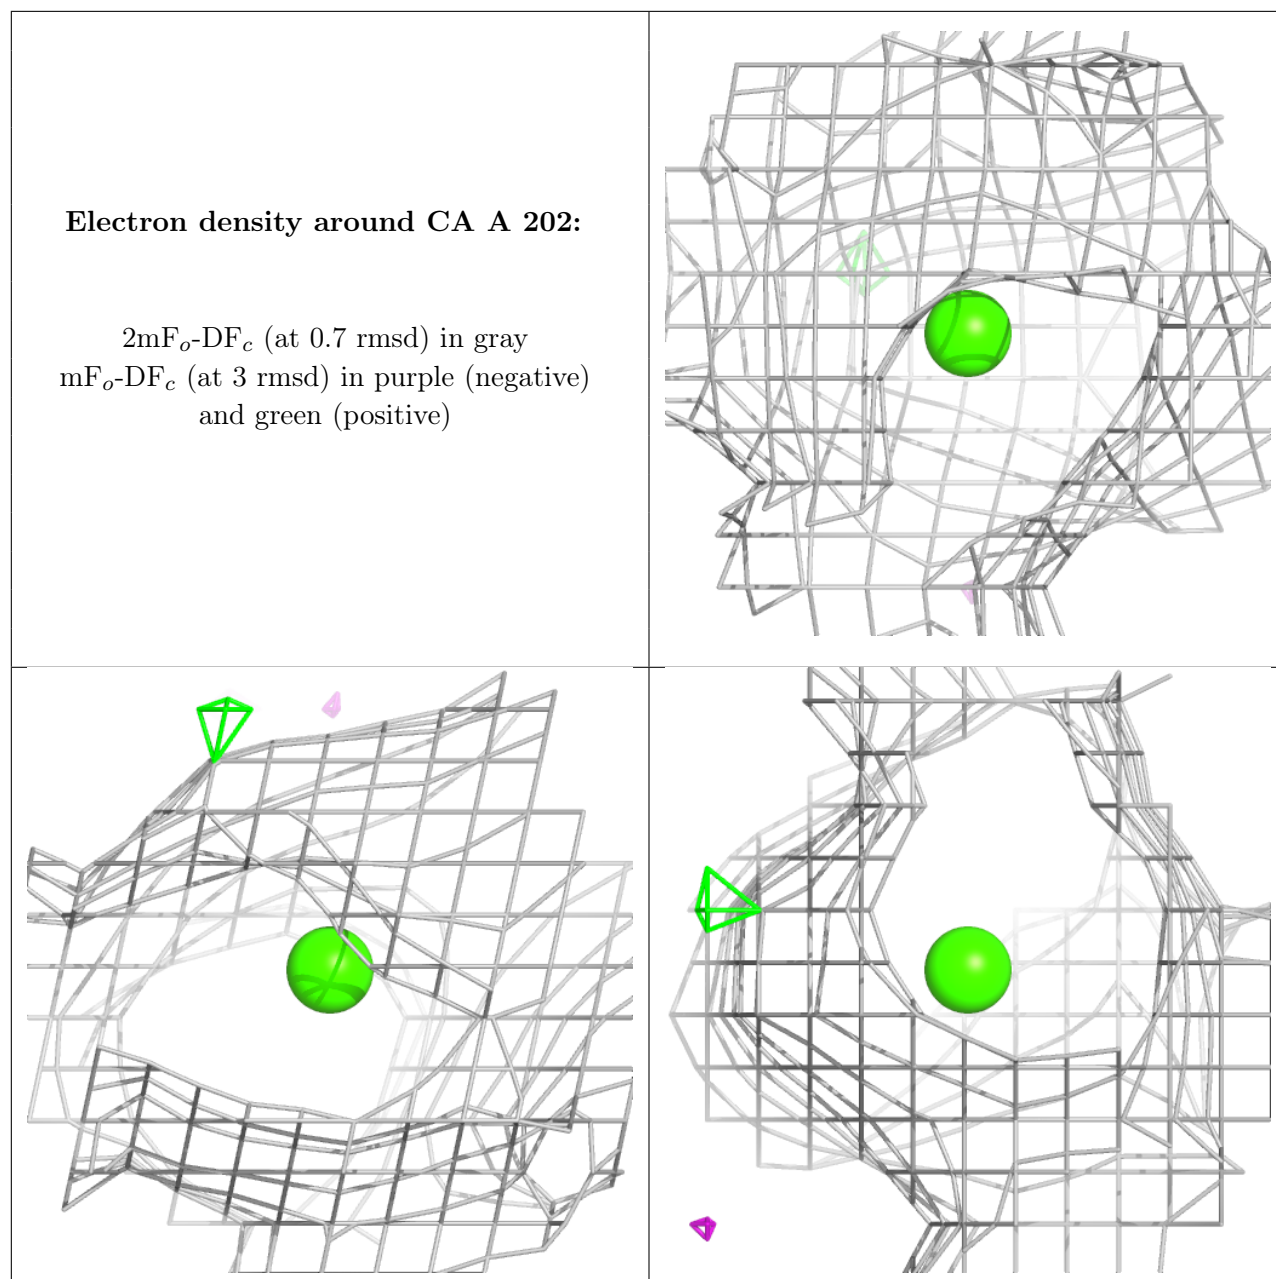 Electron density around CA A 202:
2mFₒ-DF𝒸 (at 0.7 rmsd) in gray
mFₒ-DF𝒸 (at 3 rmsd) in purple (negative)
and green (positive)